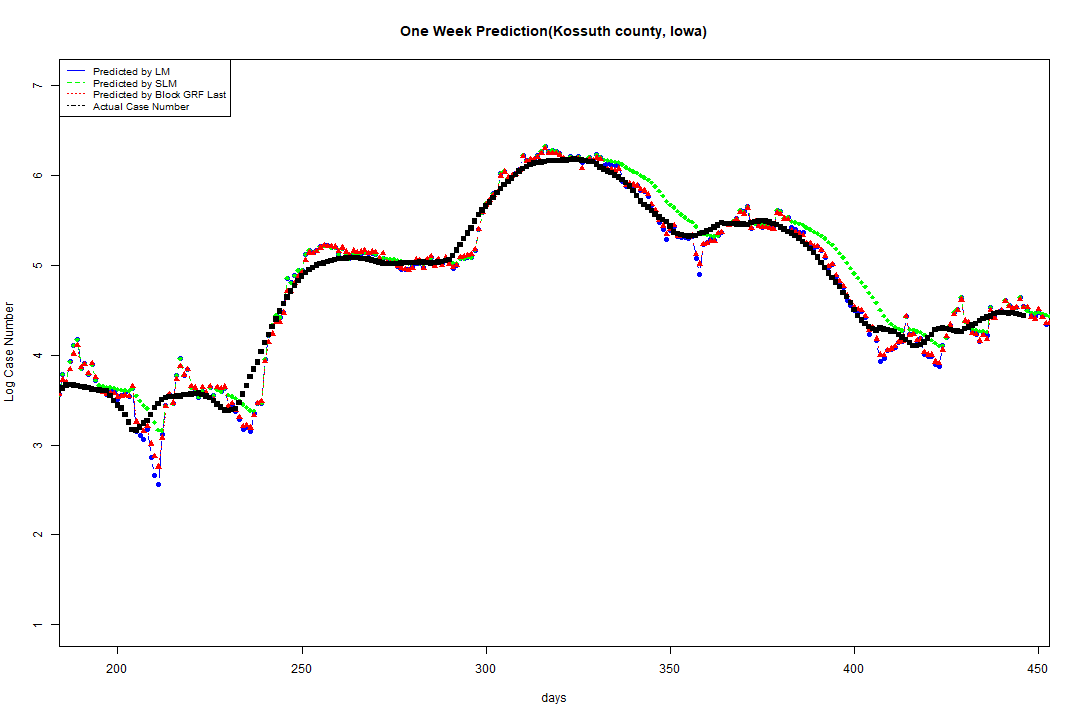 One Week Prediction(Kossuth county, Iowa)
Predicted by LM
Predicted by SLM
Predicted by Block GRF Last
Actual Case Number
7
6
5
4
3
2
1
Log Case Number
200 250 300 350 400 450
days